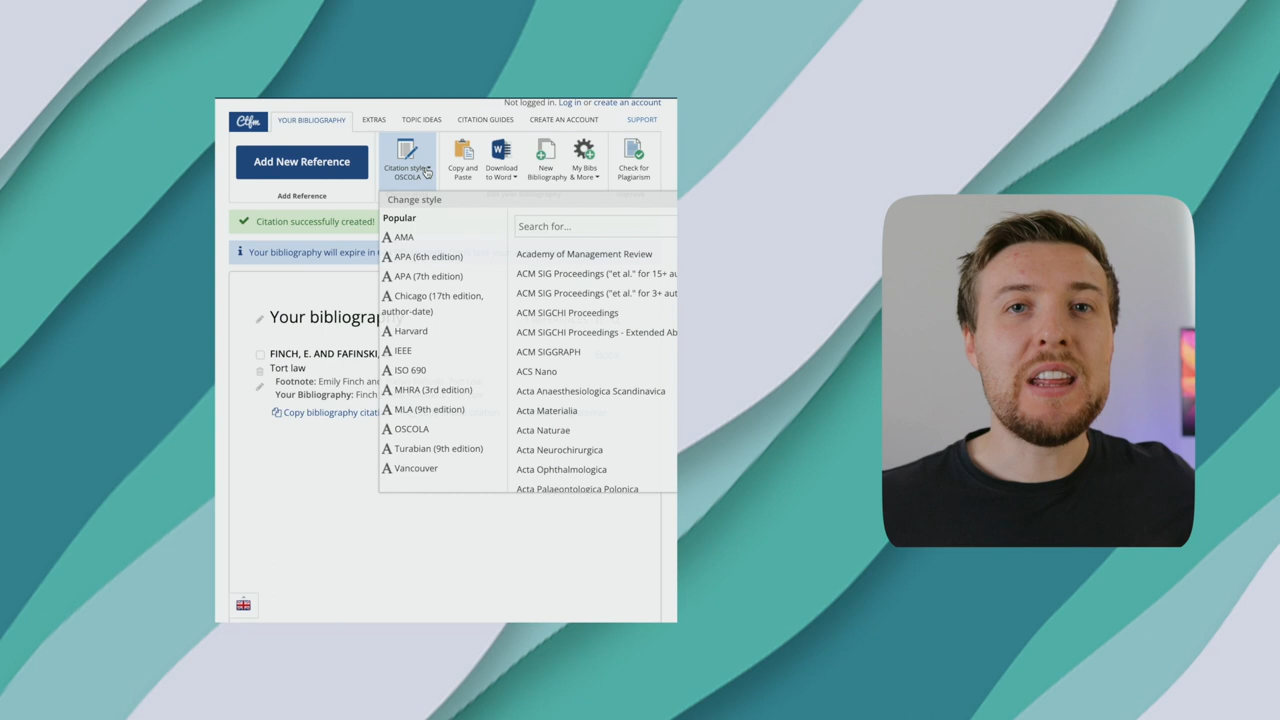 Not logged in. Log in or create an account
Ctfm YOUR BIBLIOGRAPHY EXTRAS TOPIC IDEAS CITATION GUIDES CREATE AN ACCOUNT SUPPORT
Add New Reference
Add Reference
Citation style
OSCOLA
Copy and
Paste
Download
to Word
New
Bibliography
My Bibs
& More
Check for
Plagiarism
Change style
Citation successfully created!
Your bibliography will expire in
Your bibliography
FINCH, E. AND FAFINSKI,
Tort law
Footnote: Emily Finch and
Your Bibliography: Finch
Copy bibliography citati
Popular
AMA
APA (6th edition)
APA (7th edition)
Chicago (17th edition,
author-date)
Harvard
IEEE
ISO 690
MHRA (3rd edition)
MLA (9th edition)
OSCOLA
Turabian (9th edition)
Vancouver
Search for...
Academy of Management Review
ACM SIG Proceedings ("et al." for 15+ au
ACM SIG Proceedings ("et al." for 3+ aut
ACM SIGCHI Proceedings
ACM SIGCHI Proceedings - Extended Ab
ACM SIGGRAPH
ACS Nano
Acta Anaesthesiologica Scandinavica
Acta Materialia
Acta Naturae
Acta Neurochirurgica
Acta Ophthalmologica
Acta Palaeontologica Polonica